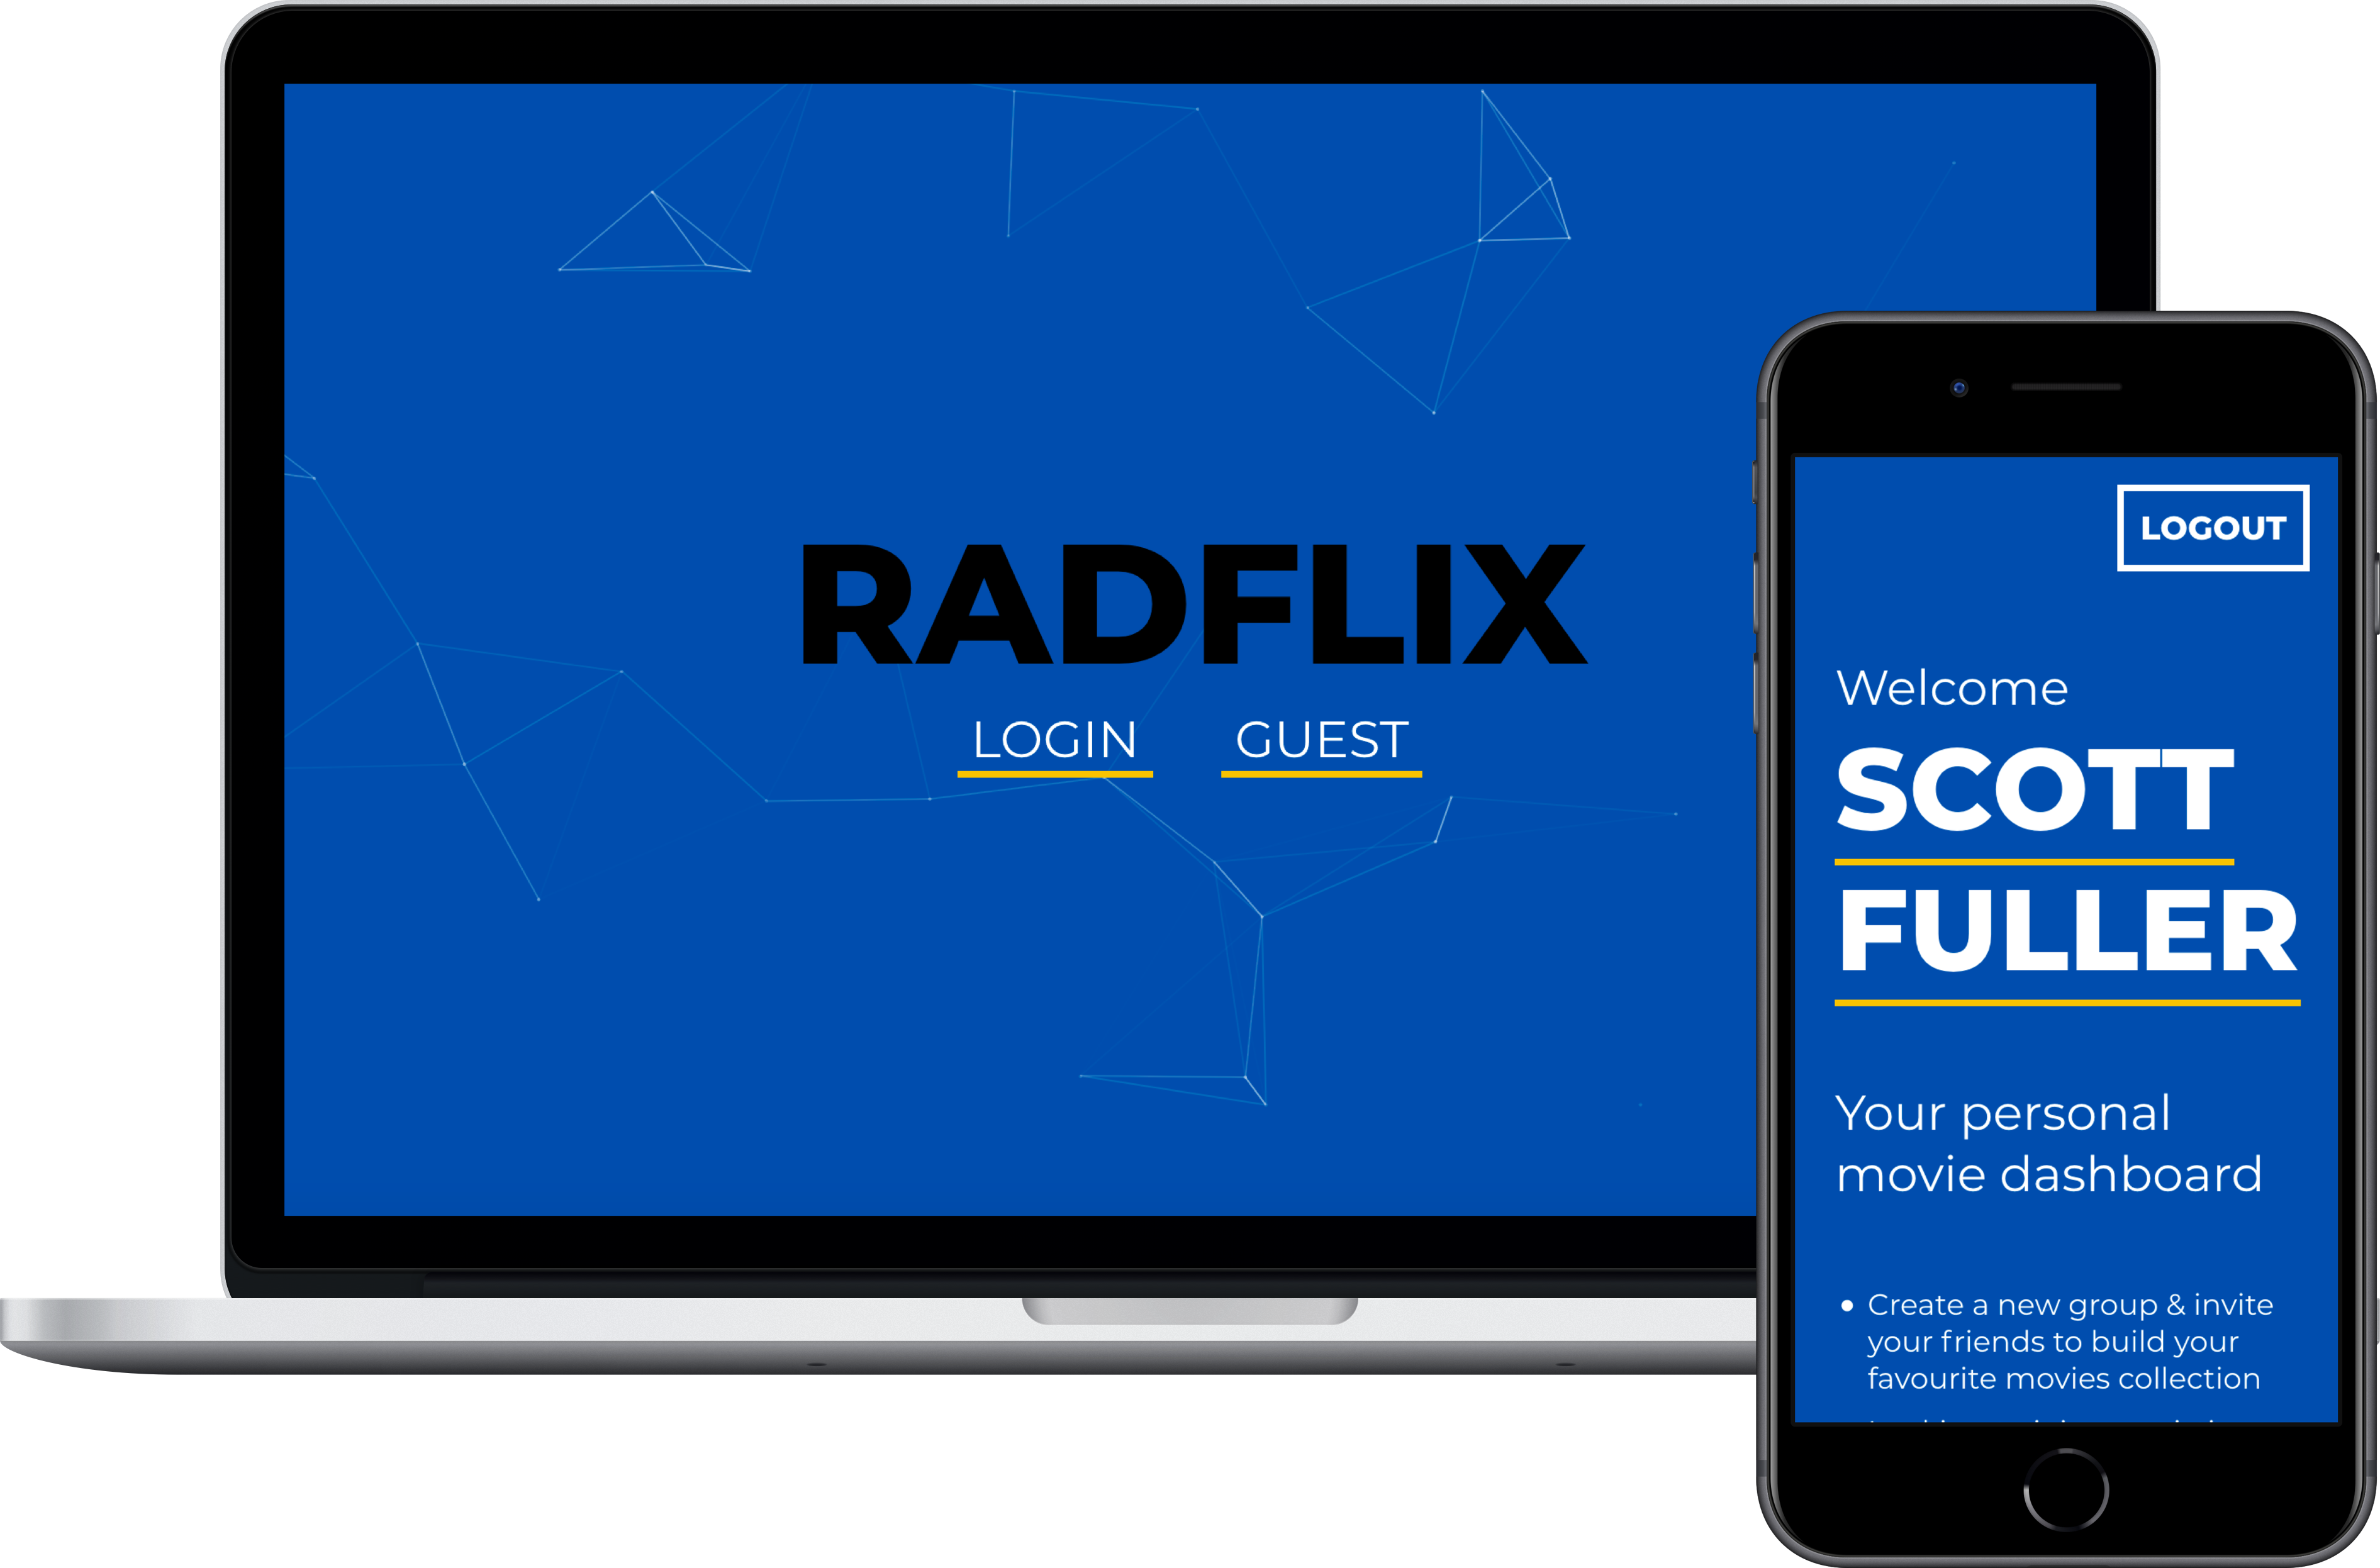 RADFLIX
LOGIN GUEST
LOGOUT
Welcome
SCOTT
FULLER
Your personal
movie dashboard
• Create a new group & invite
your friends to build your
favourite movies collection